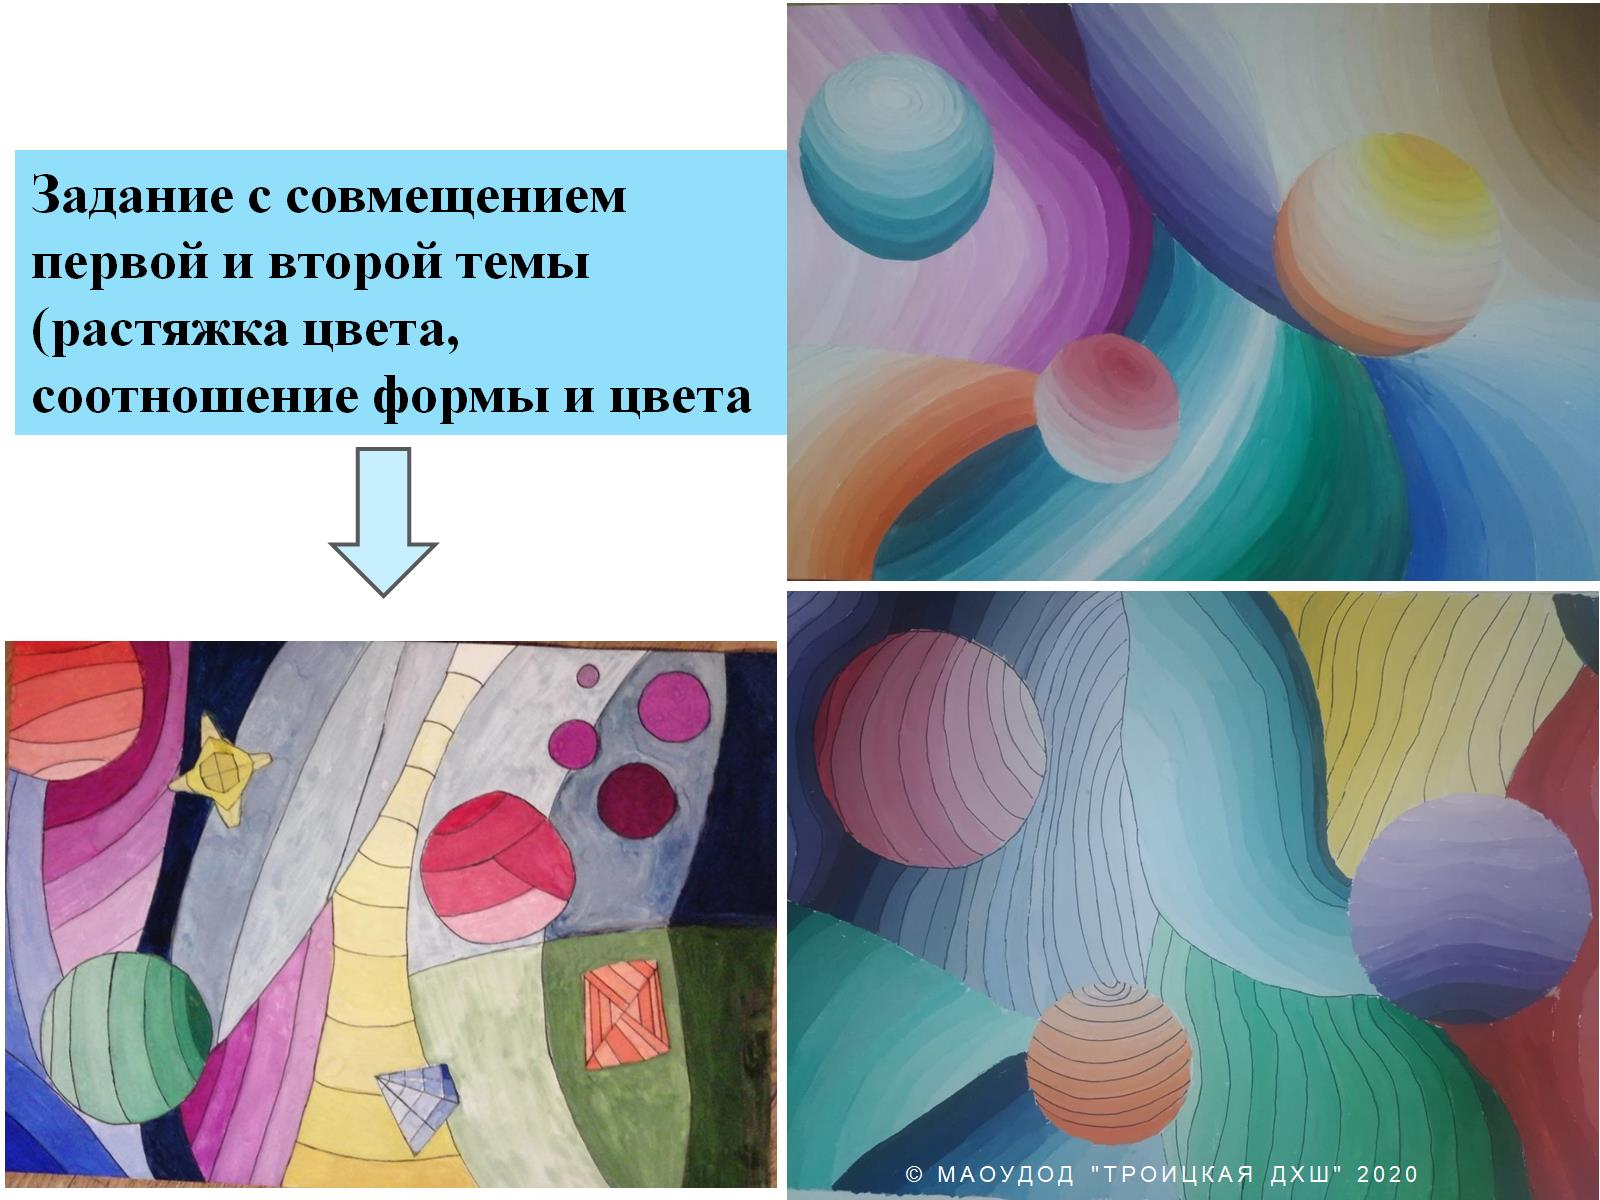 Задание с совмещением
первой и второй темы
(растяжка цвета,
соотношение формы и цвета
© МАОУДОД "ТРОИЦКАЯ ДХШ" 2020